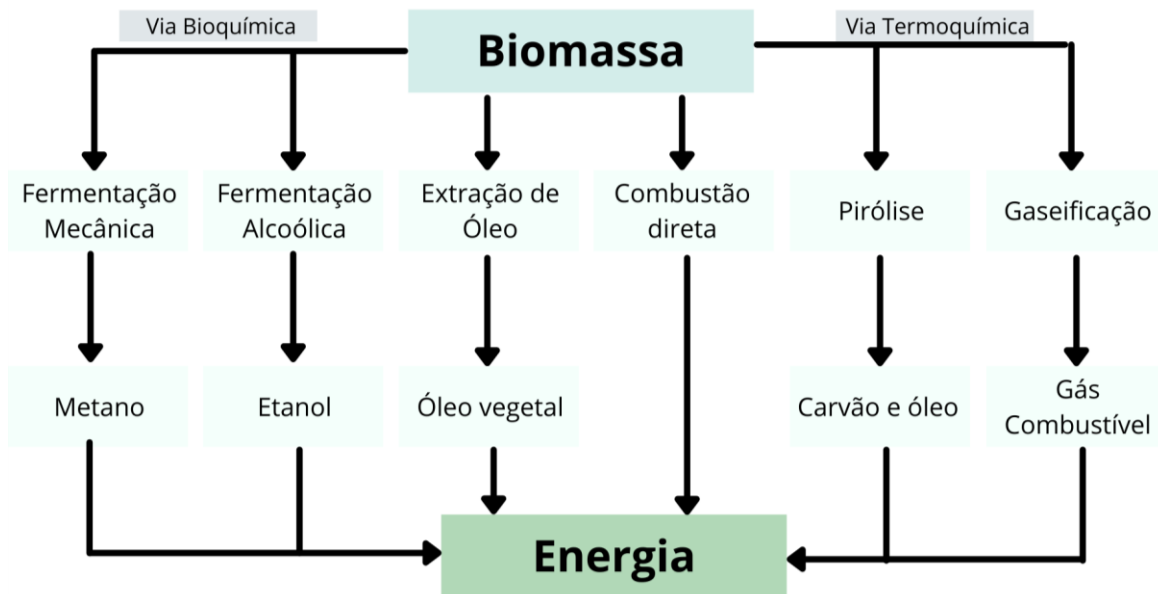 Via Bioquímica
Biomassa
Via Termoquímica
Fermentação
Mecânica
Fermentação
Alcoólica
Extração de
Óleo
Combustão
direta
Pirólise
Gaseificação
Metano
Etanol
Óleo vegetal
Carvão e óleo
Gás
Combustível
Energia